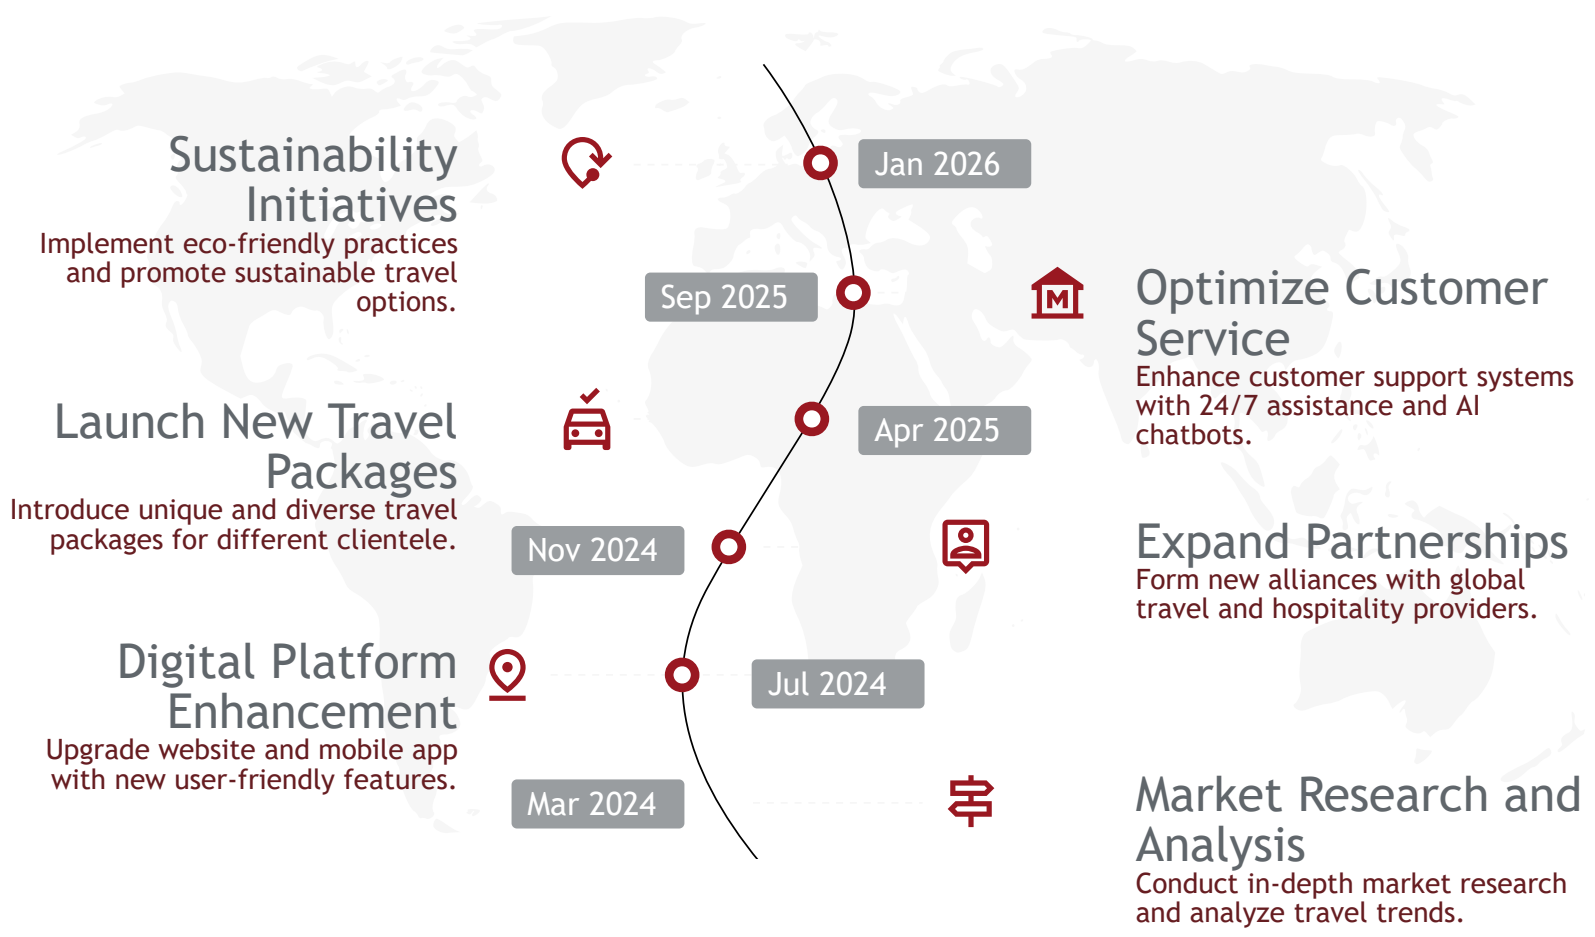 Sustainability
Initiatives
Implement eco-friendly practices
and promote sustainable travel
options.
Jan 2026
Sep 2025
Optimize Customer
Service
Enhance customer support systems
with 24/7 assistance and AI
chatbots.
Launch New Travel
Packages
Introduce unique and diverse travel
packages for different clientele.
Apr 2025
Nov 2024
Expand Partnerships
Form new alliances with global
travel and hospitality providers.
Digital Platform
Enhancement
Upgrade website and mobile app
with new user-friendly features.
Jul 2024
Mar 2024
M
Market Research and
Analysis
Conduct in-depth market research
and analyze travel trends.